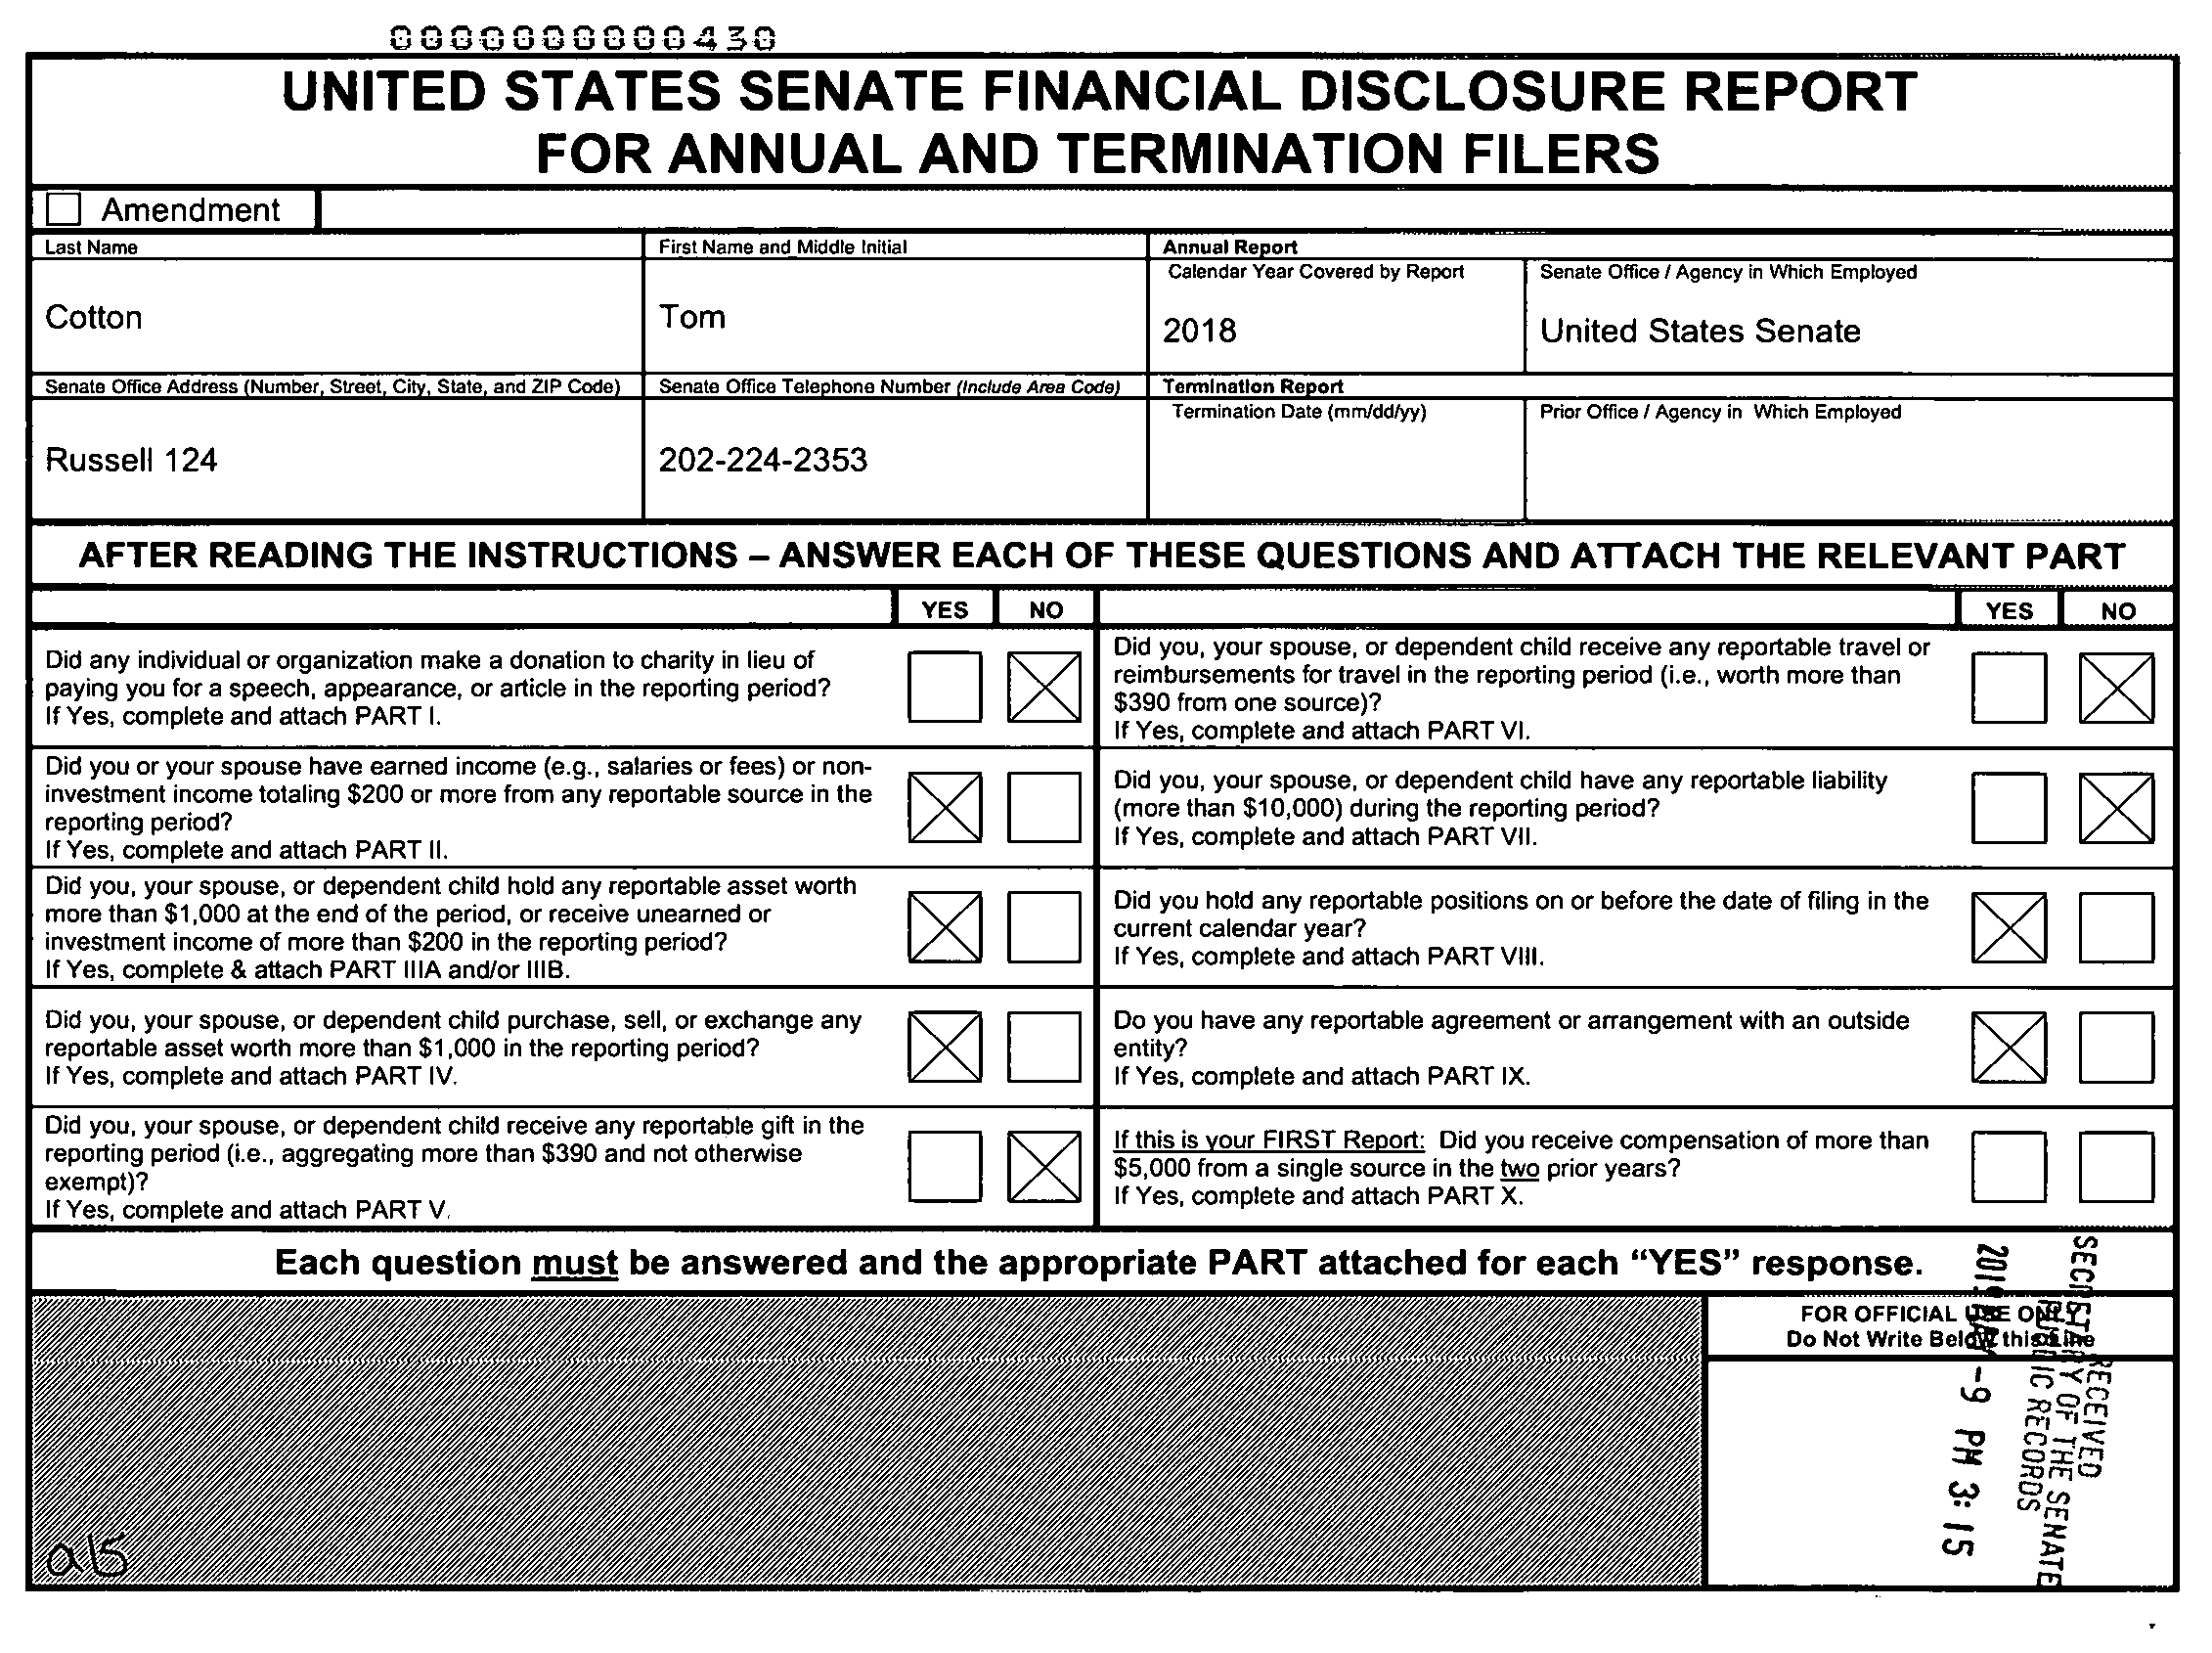 0000000000430
UNITED STATES SENATE FINANCIAL DISCLOSURE REPORT
FOR ANNUAL AND TERMINATION FILERS
Amendment
Last Name
First Name and Middle Initial
Annual Report
Calendar Year Covered by Report
Senate Office / Agency in Which Employed
Cotton
Tom
2018
United States Senate
Senate Office Address (Number, Street, City, State, and ZIP Code)
Senate Office Telephone Number (Include Area Code)
Termination Report
Termination Date (mm/dd/yy)
Prior Office / Agency in Which Employed
Russell 124
202-224-2353
AFTER READING THE INSTRUCTIONS – ANSWER EACH OF THESE QUESTIONS AND ATTACH THE RELEVANT PART
YES NO
Did any individual or organization make a donation to charity in lieu of
paying you for a speech, appearance, or article in the reporting period?
If Yes, complete and attach PART I.
Did you or your spouse have earned income (e.g., salaries or fees) or non-
investment income totaling $200 or more from any reportable source in the
reporting period?
If Yes, complete and attach PART II.
Did you, your spouse, or dependent child hold any reportable asset worth
more than $1,000 at the end of the period, or receive unearned or
investment income of more than $200 in the reporting period?
If Yes, complete & attach PART IIIA and/or IIIB.
Did you, your spouse, or dependent child purchase, sell, or exchange any
reportable asset worth more than $1,000 in the reporting period?
If Yes, complete and attach PART IV.
Did you, your spouse, or dependent child receive any reportable gift in the
reporting period (i.e., aggregating more than $390 and not otherwise
exempt)?
If Yes, complete and attach PART V.
YES NO
Did you, your spouse, or dependent child receive any reportable travel or
reimbursements for travel in the reporting period (i.e., worth more than
$390 from one source)?
If Yes, complete and attach PART VI.
Did you, your spouse, or dependent child have any reportable liability
(more than $10,000) during the reporting period?
If Yes, complete and attach PART VII.
Did you hold any reportable positions on or before the date of filing in the
current calendar year?
If Yes, complete and attach PART VIII.
Do you have any reportable agreement or arrangement with an outside
entity?
If Yes, complete and attach PART IX.
If this is your FIRST Report: Did you receive compensation of more than
$5,000 from a single source in the two prior years?
If Yes, complete and attach PART X.
Each question must be answered and the appropriate PART attached for each “YES” response.
FOR OFFICIAL USE ONLY
Do Not Write Below this Line
RECEIVED
SECRETARY OF THE SENATE
PUBLIC RECORDS
2019 MAY -9 PM 3:15